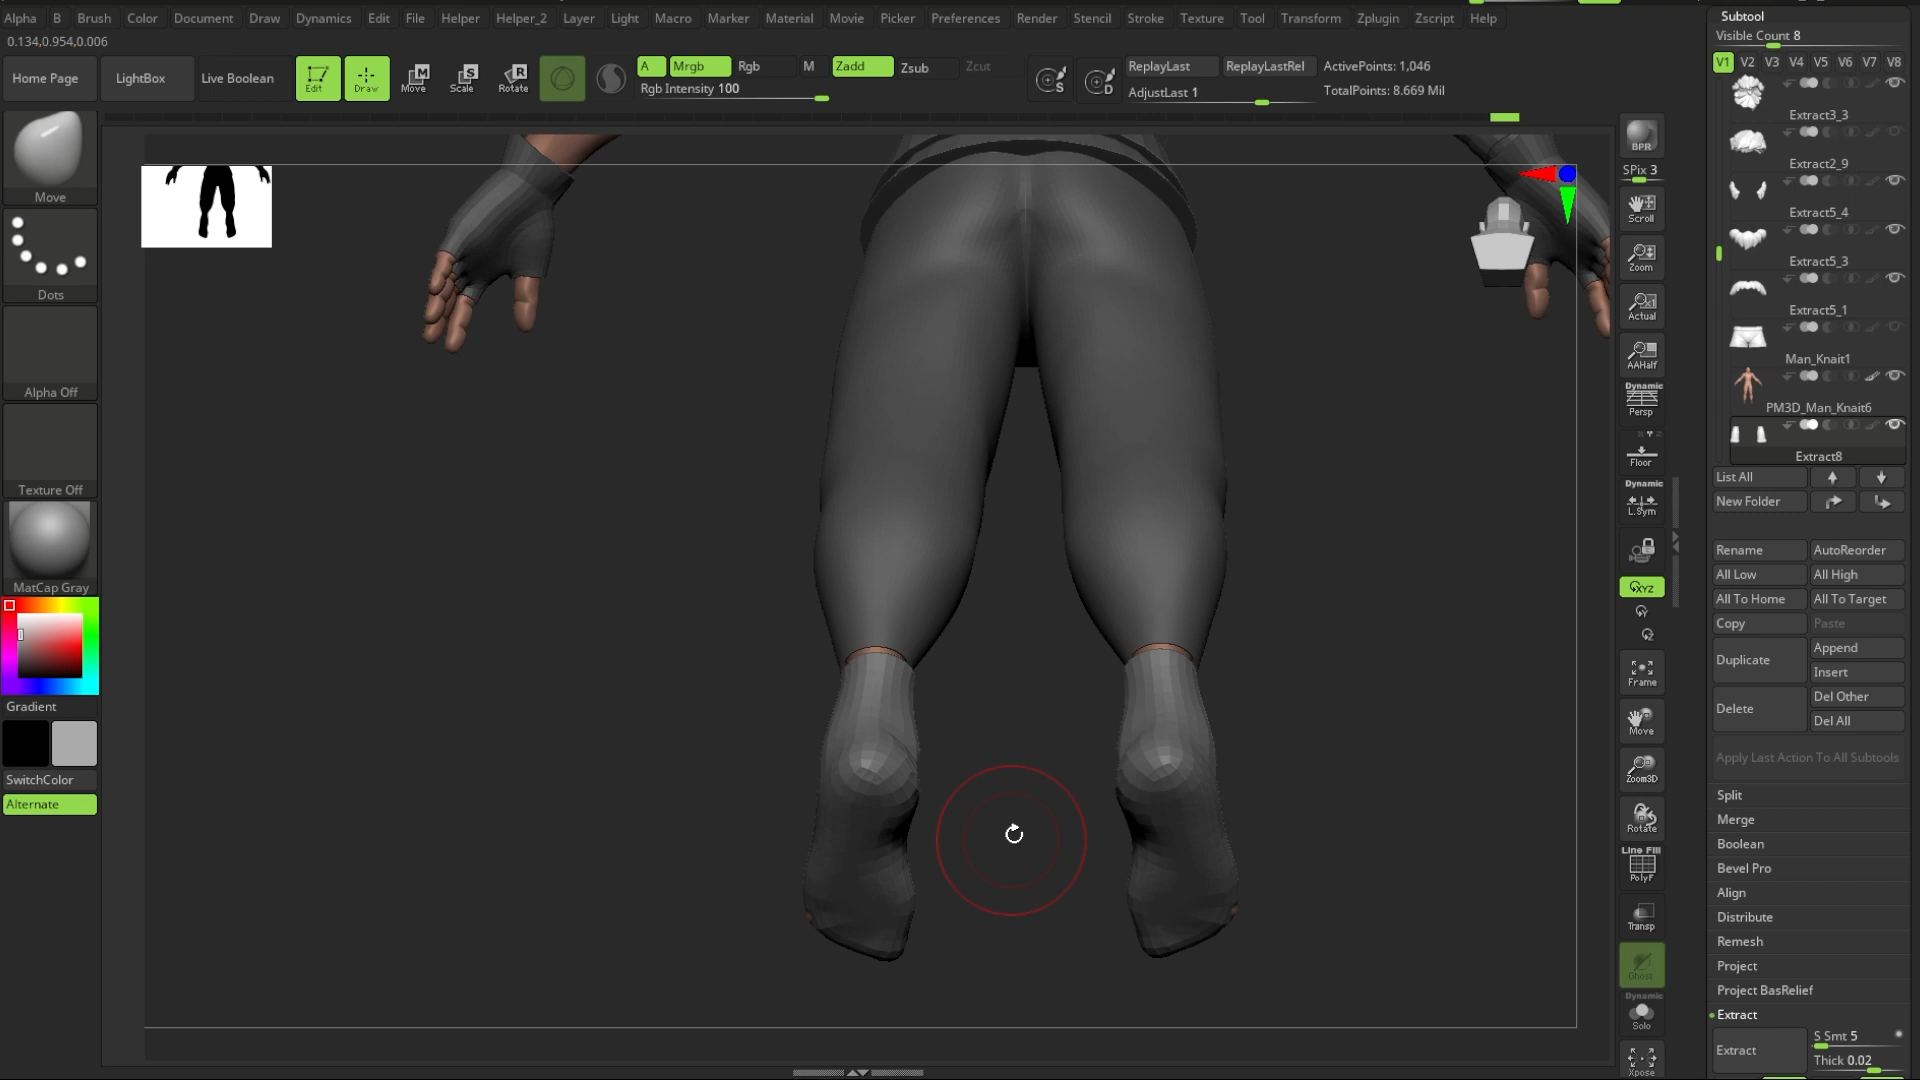 Alpha B Brush Color Document Draw Dynamics Edit File Helper Helper_2 Layer Light Macro Marker Material Movie Picker Preferences Render Stencil Stroke Texture Tool Transform Zplugin Zscript Help
0.134,0.954,0.006
Home Page LightBox Live Boolean Edit Draw Move Scale Rotate
A Mrgb Rgb M Zadd Zsub Zcut
Rgb Intensity 100
S D
ReplayLast ReplayLastRel ActivePoints: 1,046
AdjustLast 1 TotalPoints: 8.669 Mil
Move
Dots
Alpha Off
Texture Off
MatCap Gray
Gradient
SwitchColor
Alternate
BPR
SPix 3
Scroll
Zoom
Actual
AAHalf
Dynamic
Persp
Floor
Dynamic
L.Sym
XYZ
Frame
Move
Zoom3D
Rotate
Line Fill
PolyF
Transp
Ghost
Dynamic
Solo
Xpose
Subtool
Visible Count 8
V1 V2 V3 V4 V5 V6 V7 V8
Extract3_3
Extract2_9
Extract5_4
Extract5_3
Extract5_1
Man_Knait1
PM3D_Man_Knait6
Extract8
List All
New Folder
Rename AutoReorder
All Low All High
All To Home All To Target
Copy Paste
Duplicate Append
Insert
Delete Del Other
Del All
Apply Last Action To All Subtools
Split
Merge
Boolean
Bevel Pro
Align
Distribute
Remesh
Project
Project BasRelief
Extract
Extract S Smt 5
Thick 0.02